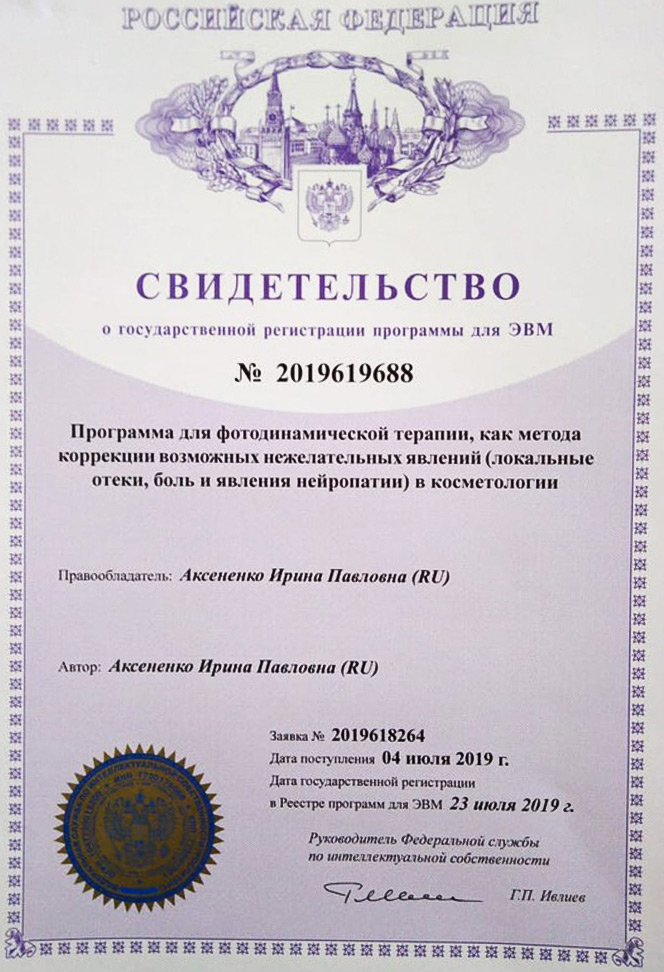 РОССИЙСКАЯ ФЕДЕРАЦИЯ
СВИДЕТЕЛЬСТВО
о государственной регистрации программы для ЭВМ
№ 2019619688
Программа для фотодинамической терапии, как метода
коррекции возможных нежелательных явлений (локальные
отеки, боль и явления нейропатии) в косметологии
Правообладатель: Аксененко Ирина Павловна (RU)
Автор: Аксененко Ирина Павловна (RU)
Заявка № 2019618264
Дата поступления 04 июля 2019 г.
Дата государственной регистрации
в Реестре программ для ЭВМ 23 июля 2019 г.
Руководитель Федеральной службы
по интеллектуальной собственности
Г.П. Ивлиев